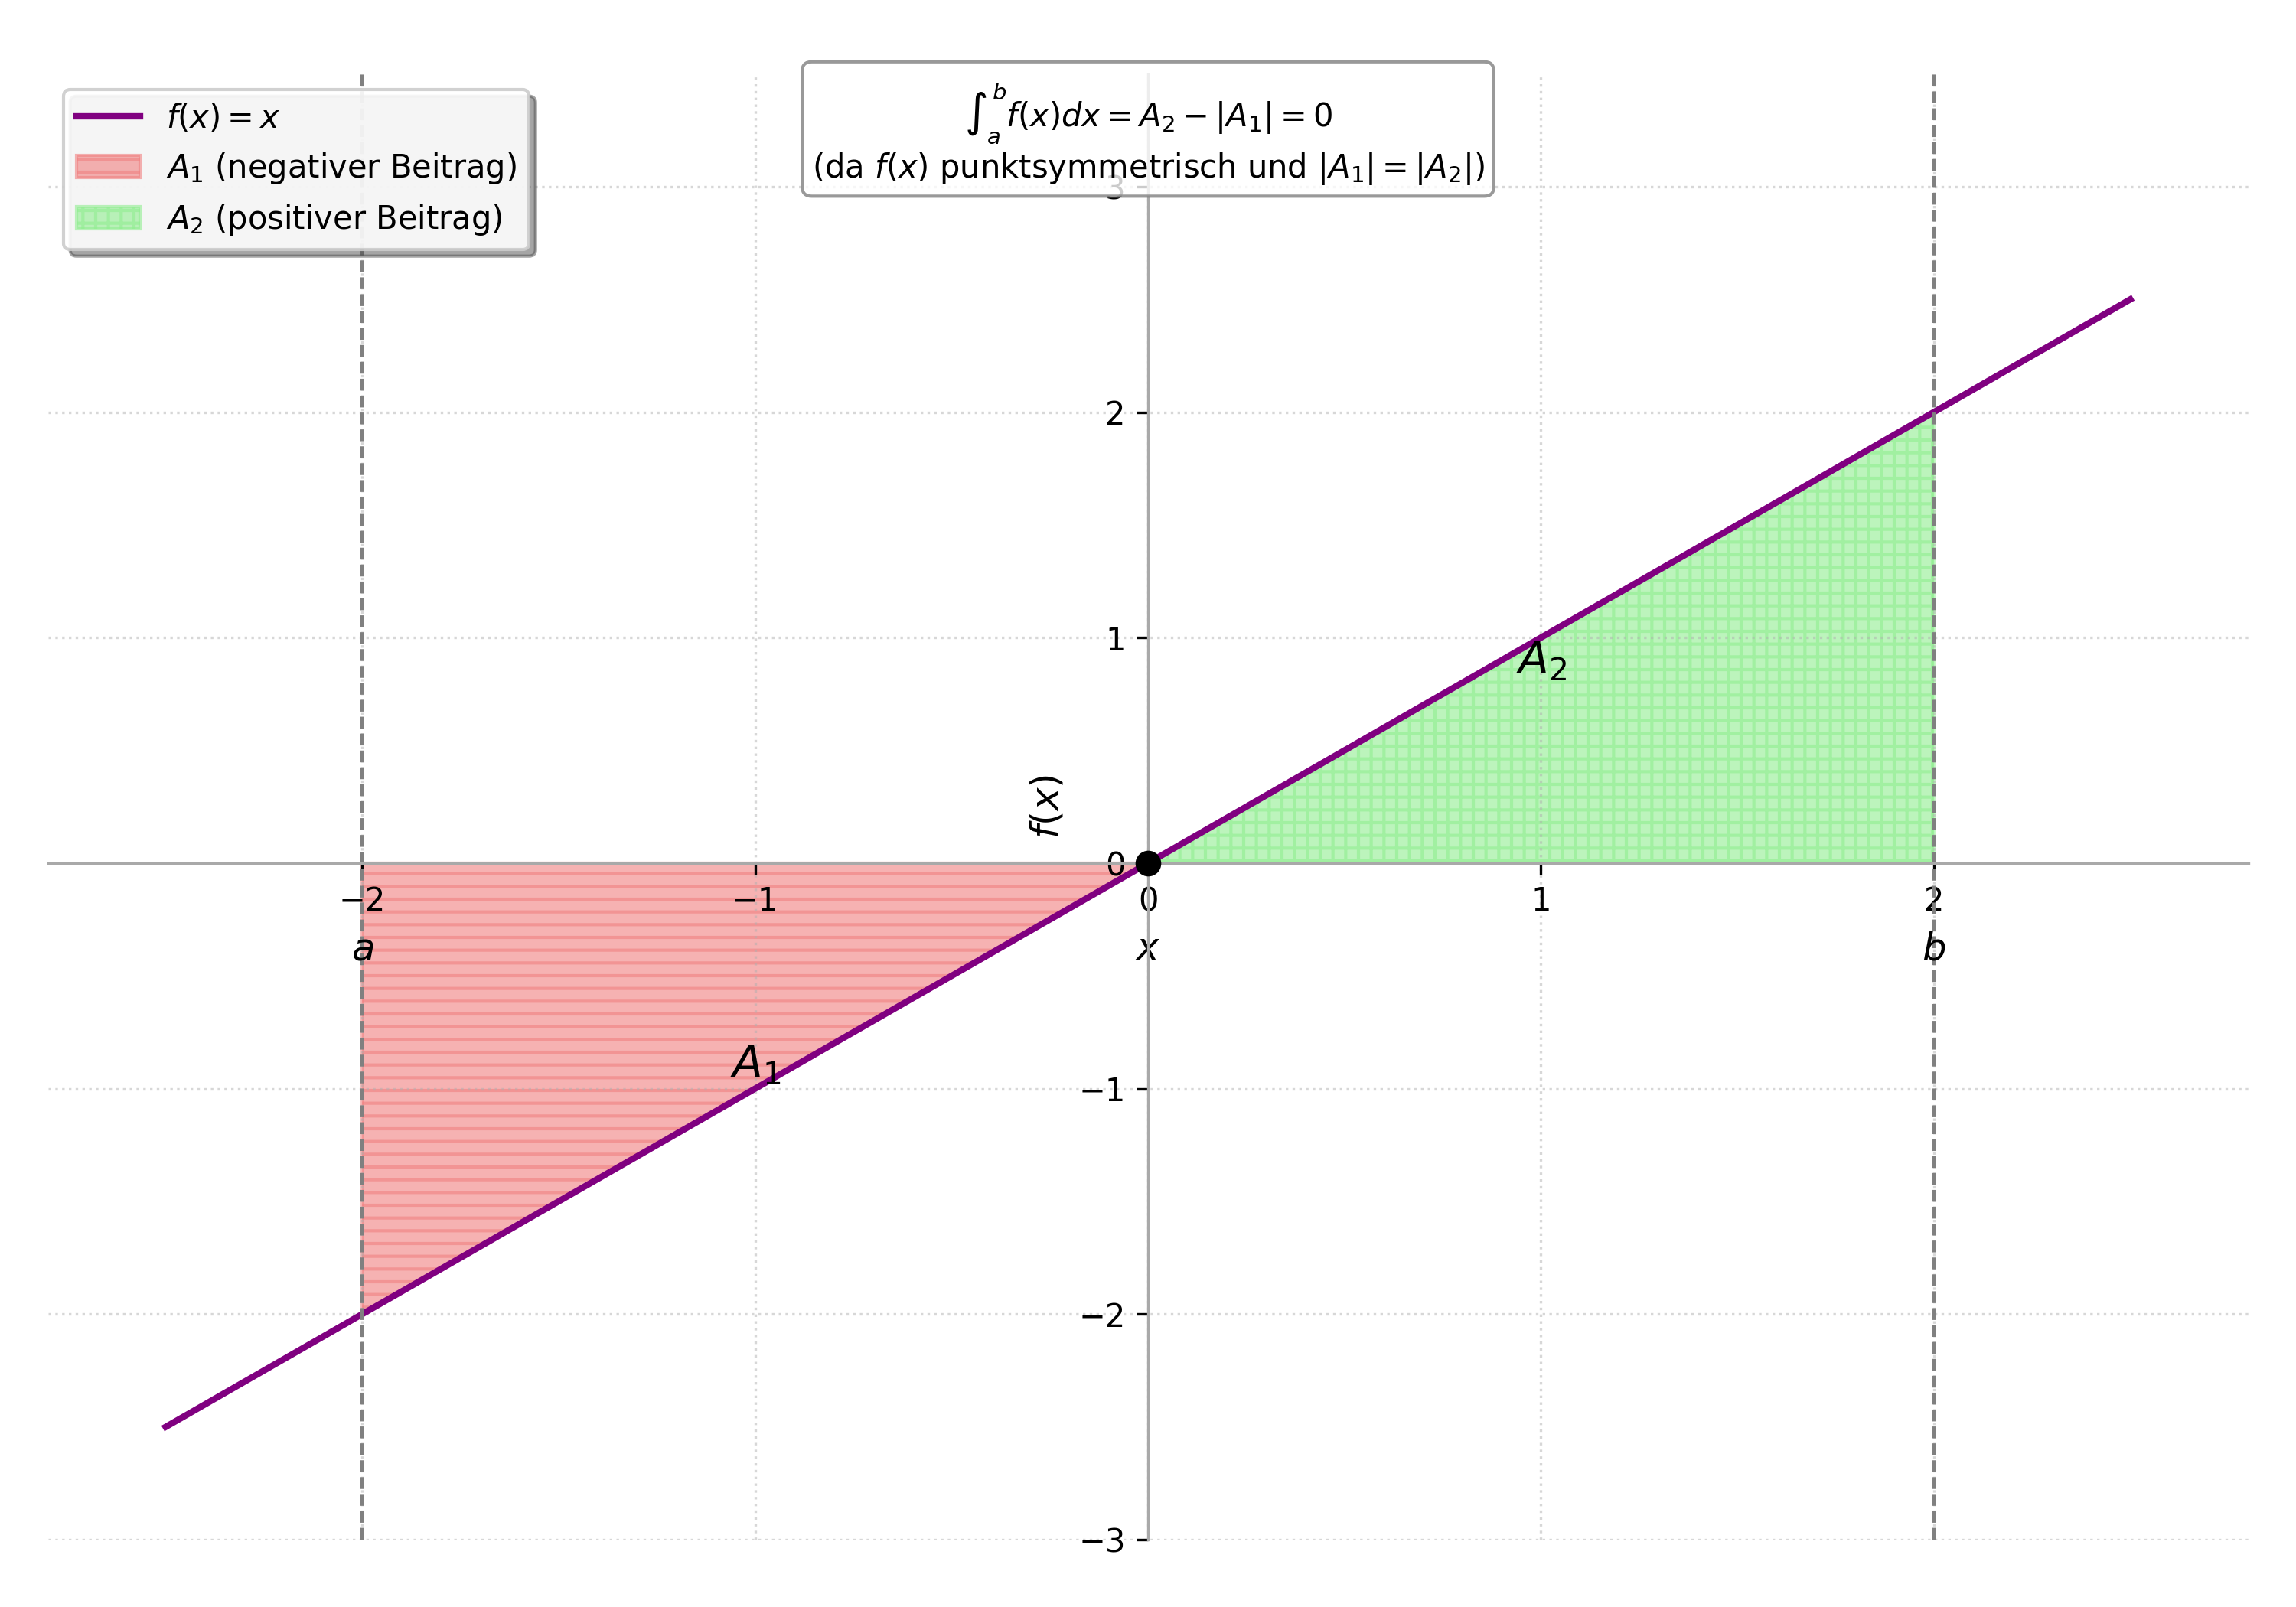 f(x) = x
A₁ (negativer Beitrag)
A₂ (positiver Beitrag)
∫ₐᵇ f(x)dx = A₂ − |A₁| = 0
(da f(x) punktsymmetrisch und |A₁| = |A₂|)
3
2
1
A₂
f(x)
0
−2 −1 0 1 2
a x b
A₁
−1
−2
−3